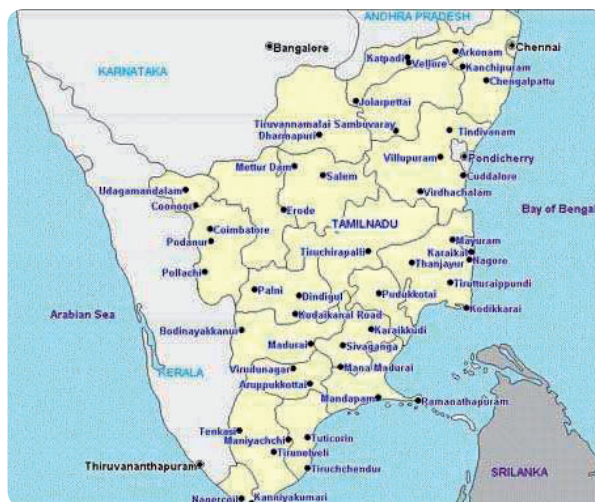 ANDHRA PRADESH
Bangalore
Chennai
Arkonam
Katpadi
Vellore
Kanchipuram
KARNATAKA
Chengalpattu
Jolarpettai
Tiruvannamalai Sambuvaray
Dharmapuri
Tindivanam
Villupuram
Pondicherry
Mettur Dam
Salem
Cuddalore
Udagamandalam
Virdhachalam
Coonoor
Erode
Bay of Bengal
Coimbatore
TAMILNADU
Podanur
Mayuram
Tiruchirapalli
Karaikal
Thanjavur
Nagore
Pollachi
Tirutturaippundi
Palni
Dindigul
Pudukkotai
Kodikkarai
Arabian Sea
Kudaikanal Road
Bodinayakkanur
Karaikkudi
Madurai
Sivaganga
KERALA
Virudunagar
Mana Madurai
Aruppukkottai
Mandapam
Ramanathapuram
Tenkasi
Maniyachchi
Tuticorin
Tirunelveli
Thiruvananthapuram
Tiruchchendur
SRILANKA
Nagercoil
Kanniyakumari